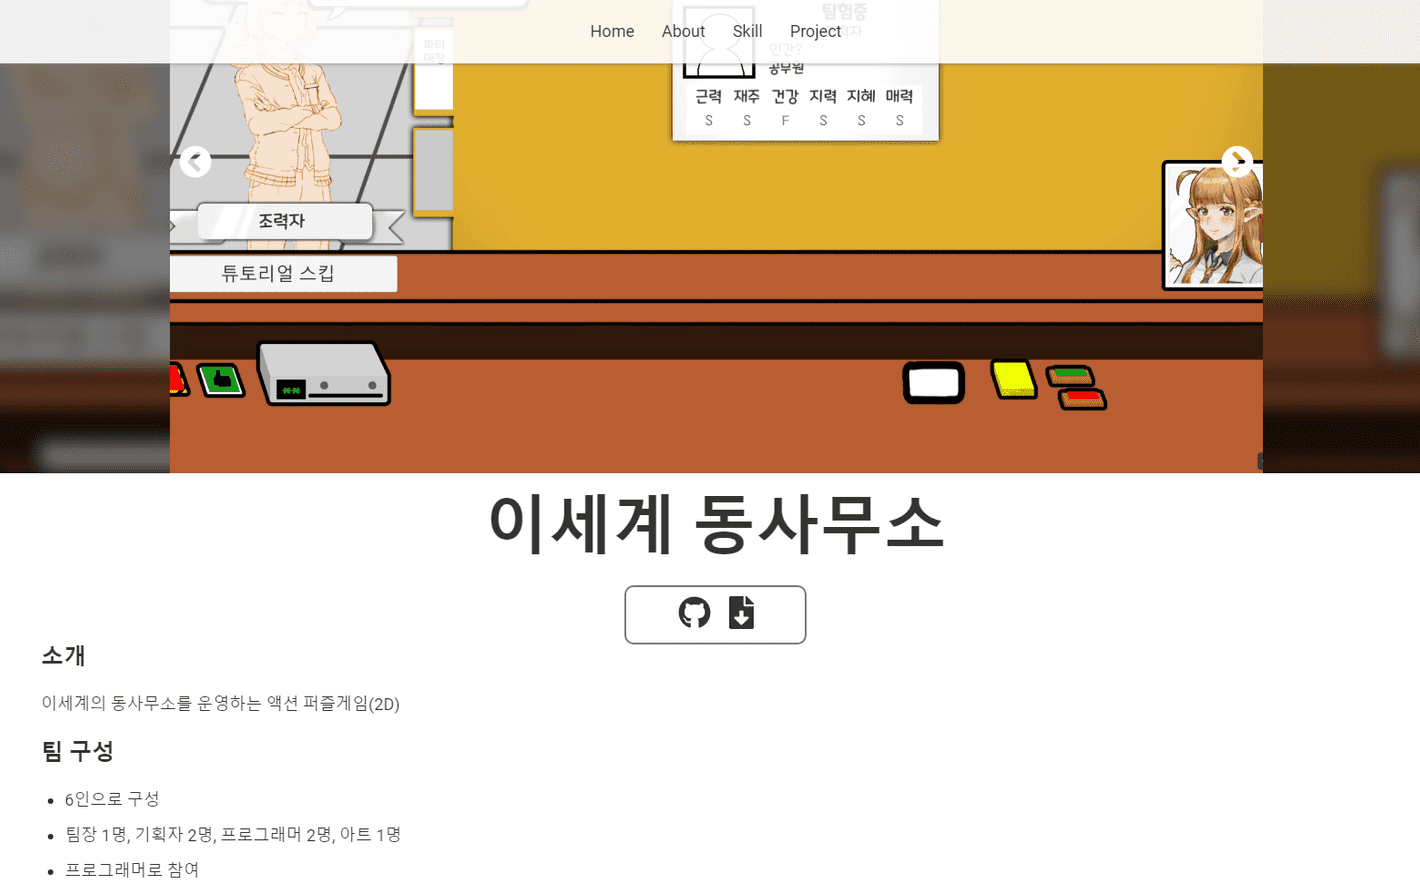 Home About Skill Project
탐험증
파티
매칭
인간?
공무원
근력 재주 건강 지력 지혜 매력
S S F S S S
조력자
튜토리얼 스킵
이세계 동사무소
소개
이세계의 동사무소를 운영하는 액션 퍼즐게임(2D)
팀 구성
6인으로 구성
팀장 1명, 기획자 2명, 프로그래머 2명, 아트 1명
프로그래머로 참여